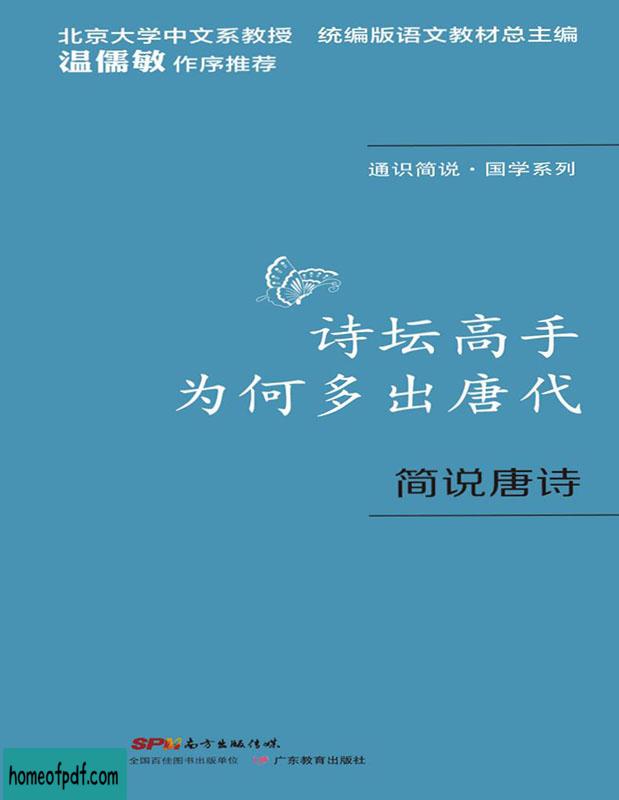 北京大学中文系教授 统编版语文教材总主编
温儒敏 作序推荐
通识简说·国学系列
诗坛高手
为何多出唐代
简说唐诗
SPM 南方出版传媒
全国百佳图书出版单位 广东教育出版社
homeofpdf.com